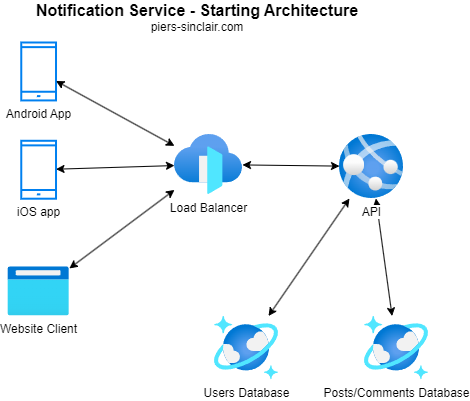 Notification Service - Starting Architecture
piers-sinclair.com
Android App
iOS app
Load Balancer
API
Website Client
Users Database
Posts/Comments Database